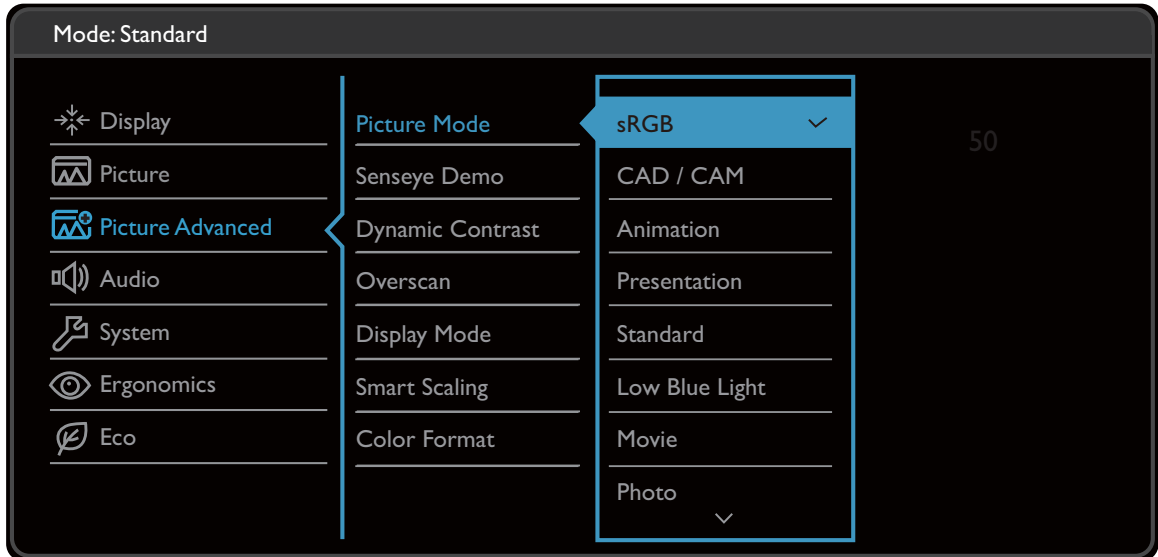 Mode: Standard
Display
Picture
Picture Advanced
Audio
System
Ergonomics
Eco
Picture Mode
Senseye Demo
Dynamic Contrast
Overscan
Display Mode
Smart Scaling
Color Format
sRGB
CAD / CAM
Animation
Presentation
Standard
Low Blue Light
Movie
Photo
50